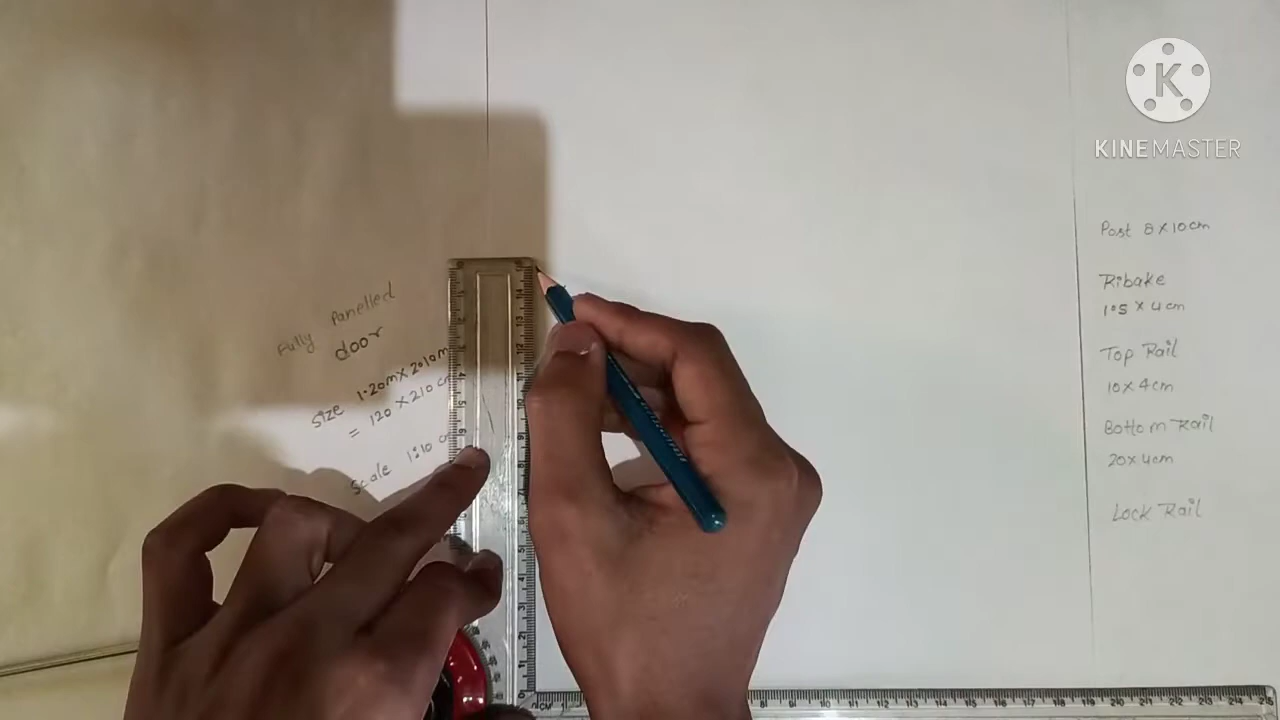 KINEMASTER
Fully Panelled
door
Size 1.20m x 2.10m
= 120 x 210 cm
Scale 1:10 cm
Post 8 x 10cm
Ribake
1.5 x 4 cm
Top Rail
10 x 4cm
Bottom Rail
20 x 4cm
Lock Rail